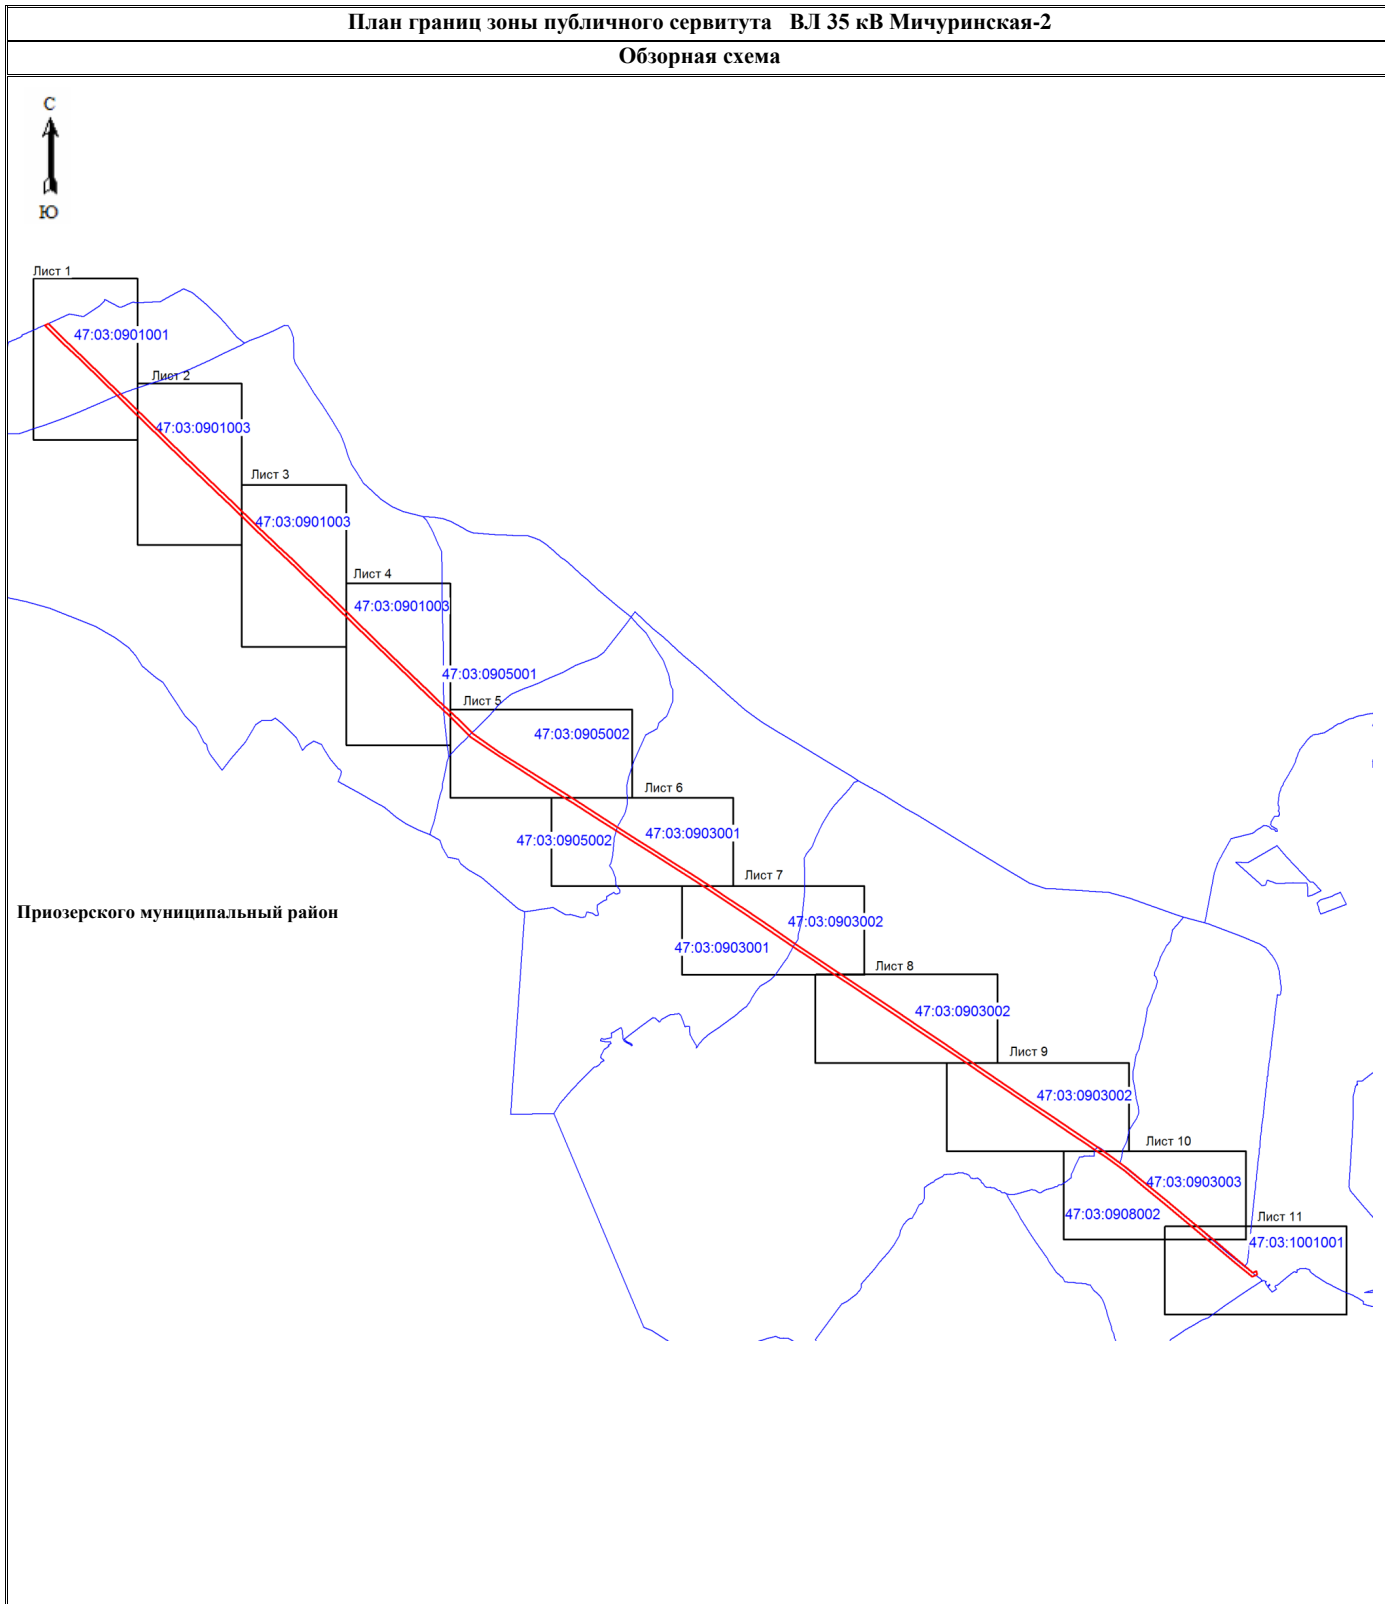 План границ зоны публичного сервитута ВЛ 35 кВ Мичуринская-2
Обзорная схема
С
Ю
Лист 1
47:03:0901001
Лист 2
47:03:0901003
Лист 3
47:03:0901003
Лист 4
47:03:0901003
47:03:0905001
Лист 5
47:03:0905002
Лист 6
47:03:0905002
47:03:0903001
Лист 7
47:03:0903002
47:03:0903001
Приозерского муниципальный район
Лист 8
47:03:0903002
Лист 9
47:03:0903002
Лист 10
47:03:0903003
47:03:0908002
Лист 11
47:03:1001001